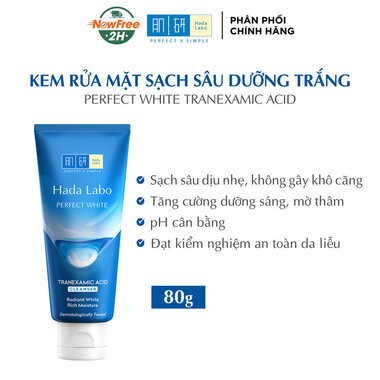 NowFree
2H
肌研
Hada
Labo
PERFECT X SIMPLE
PHÂN PHỐI
CHÍNH HÃNG
KEM RỬA MẶT SẠCH SÂU DƯỠNG TRẮNG
PERFECT WHITE TRANEXAMIC ACID
肌研
Hada
Labo
PERFECT X SIMPLE
Hada Labo
PERFECT WHITE
TRANEXAMIC ACID
CLEANSER
Radiant White
Rich Moisture
Dermatologically Tested
Sạch sâu dịu nhẹ, không gây khô căng
Tăng cường dưỡng sáng, mờ thâm
pH cân bằng
Đạt kiểm nghiệm an toàn da liễu
80g